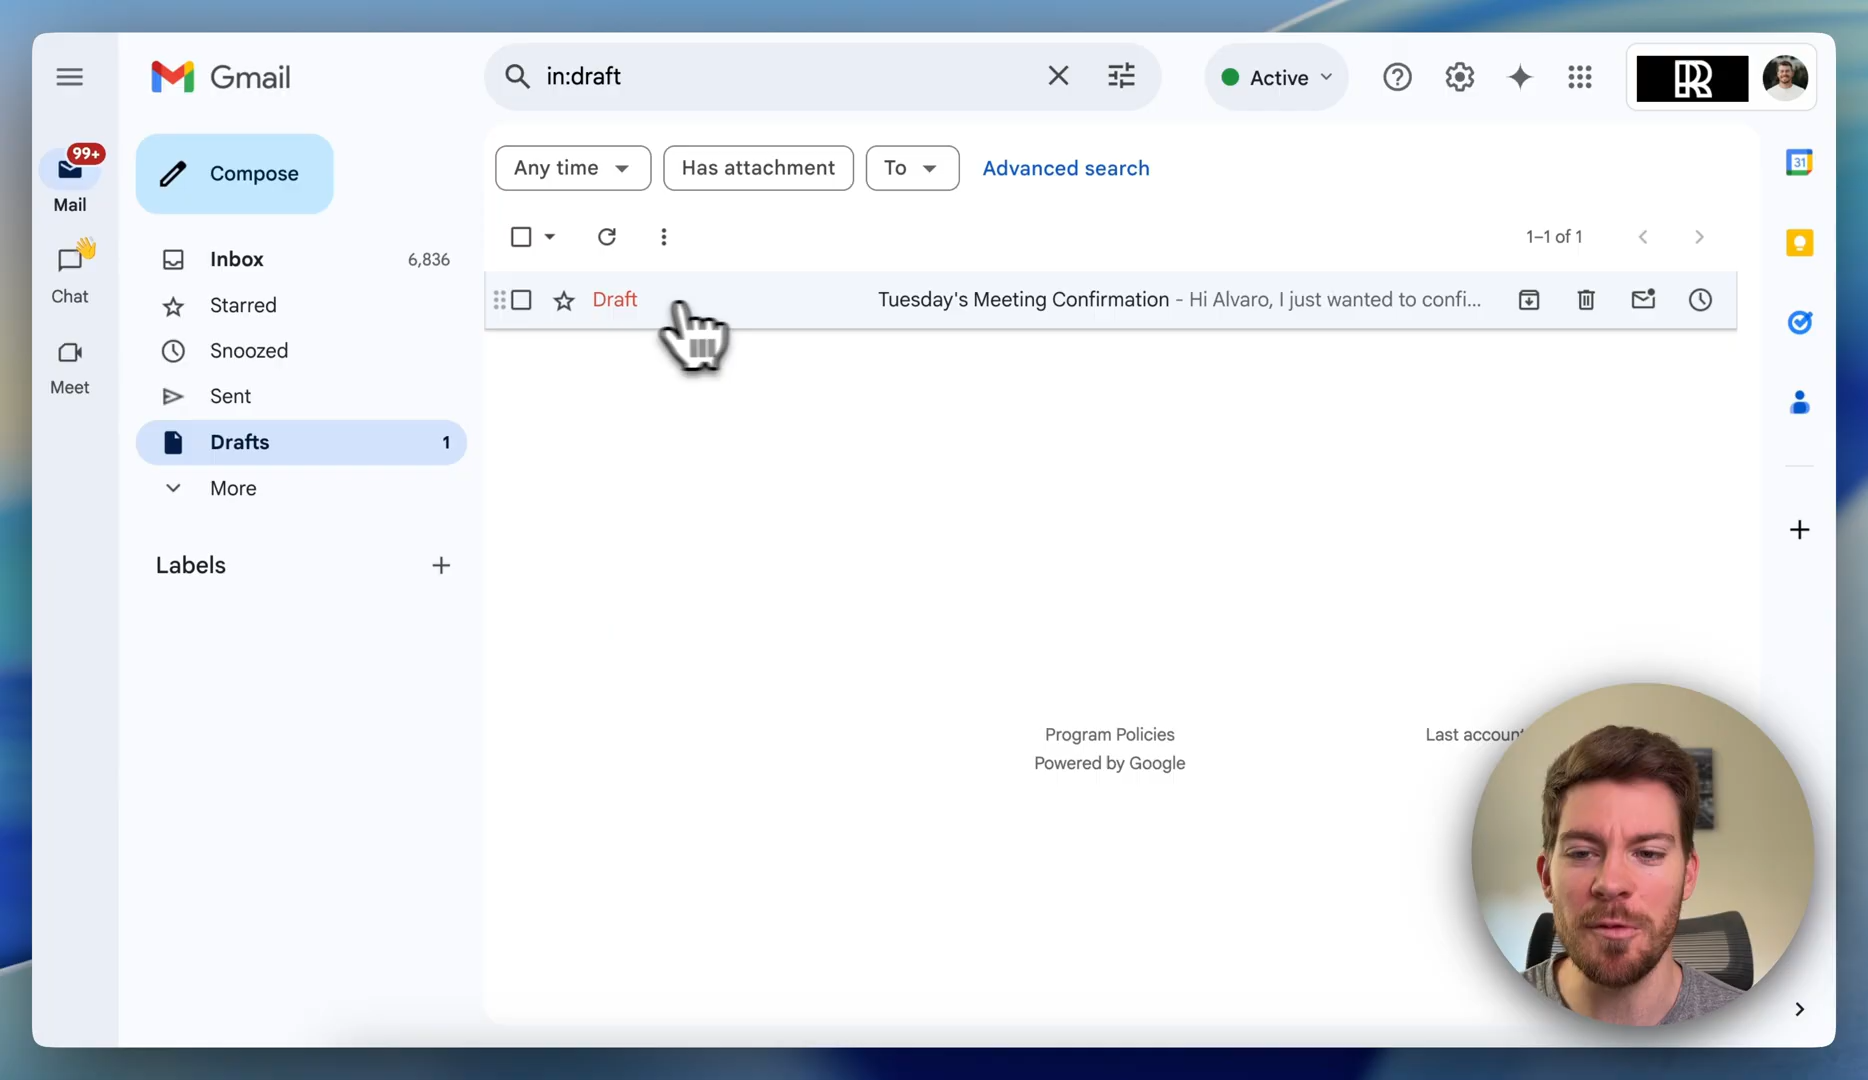 Gmail
in:draft
Active
99+
Mail
Compose
Any time
Has attachment
To
Advanced search
Inbox
6,836
1–1 of 1
Chat
Starred
Draft
Tuesday's Meeting Confirmation - Hi Alvaro, I just wanted to confi...
Snoozed
Meet
Sent
Drafts
1
More
Labels
31
Program Policies
Powered by Google
Last account